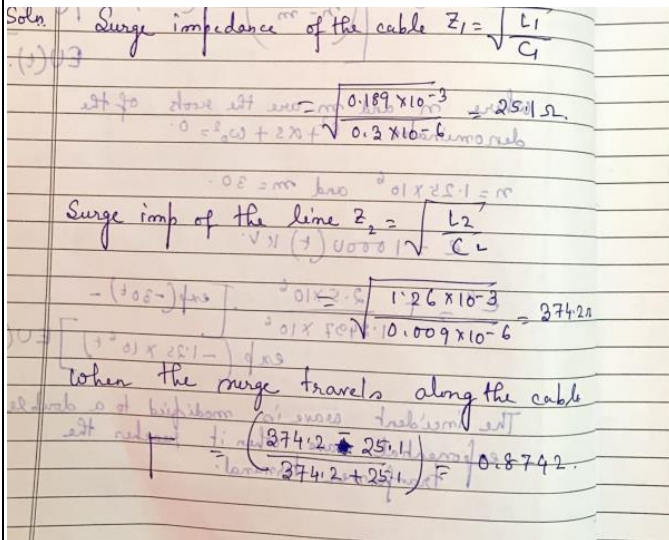 Soln. Surge impedance of the cable Z₁ = √(L₁/C₁)
= √(0.189 × 10⁻³ / 0.3 × 10⁻⁶) = 25.1 Ω.
Surge imp of the line Z₂ = √(L₂/C₂)
= √(1.26 × 10⁻³ / 0.009 × 10⁻⁶) = 374.2Ω
When the surge travels along the cable
Γ = (374.2 - 25.1 / 374.2 + 25.1) = 0.8742.